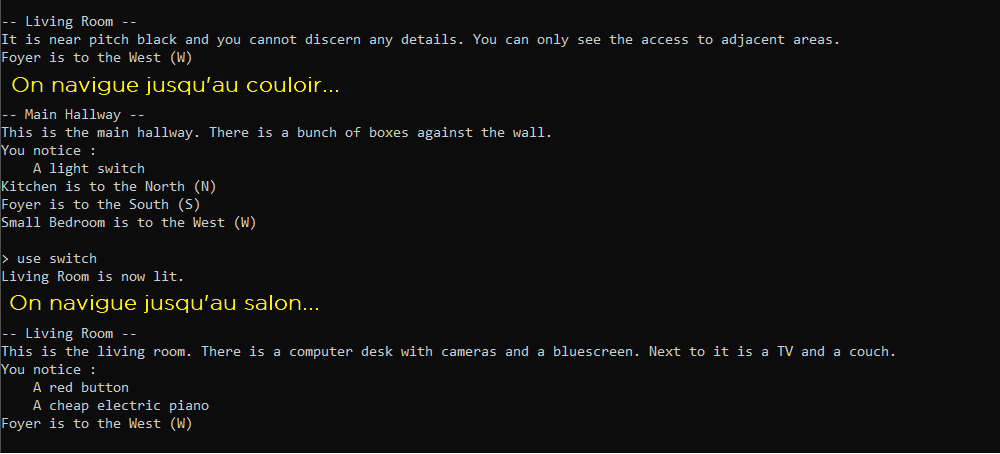 -- Living Room --
It is near pitch black and you cannot discern any details. You can only see the access to adjacent areas.
Foyer is to the West (W)
On navigue jusqu'au couloir...
-- Main Hallway --
This is the main hallway. There is a bunch of boxes against the wall.
You notice :
    A light switch
Kitchen is to the North (N)
Foyer is to the South (S)
Small Bedroom is to the West (W)
> use switch
Living Room is now lit.
On navigue jusqu'au salon...
-- Living Room --
This is the living room. There is a computer desk with cameras and a bluescreen. Next to it is a TV and a couch.
You notice :
    A red button
    A cheap electric piano
Foyer is to the West (W)